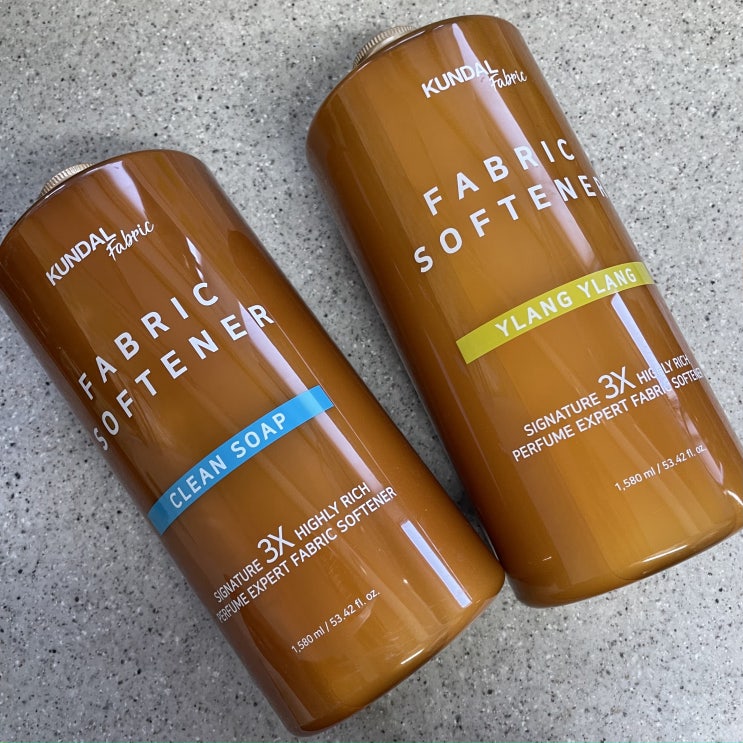 KUNDAL Fabric
FABRIC
SOFTENER
CLEAN SOAP
SIGNATURE 3X HIGHLY RICH
PERFUME EXPERT FABRIC SOFTENER
1,580 ml / 53.42 fl. oz.
KUNDAL Fabric
FABRIC
SOFTENER
YLANG YLANG
SIGNATURE 3X HIGHLY RICH
PERFUME EXPERT FABRIC SOFTENER
1,580 ml / 53.42 fl. oz.